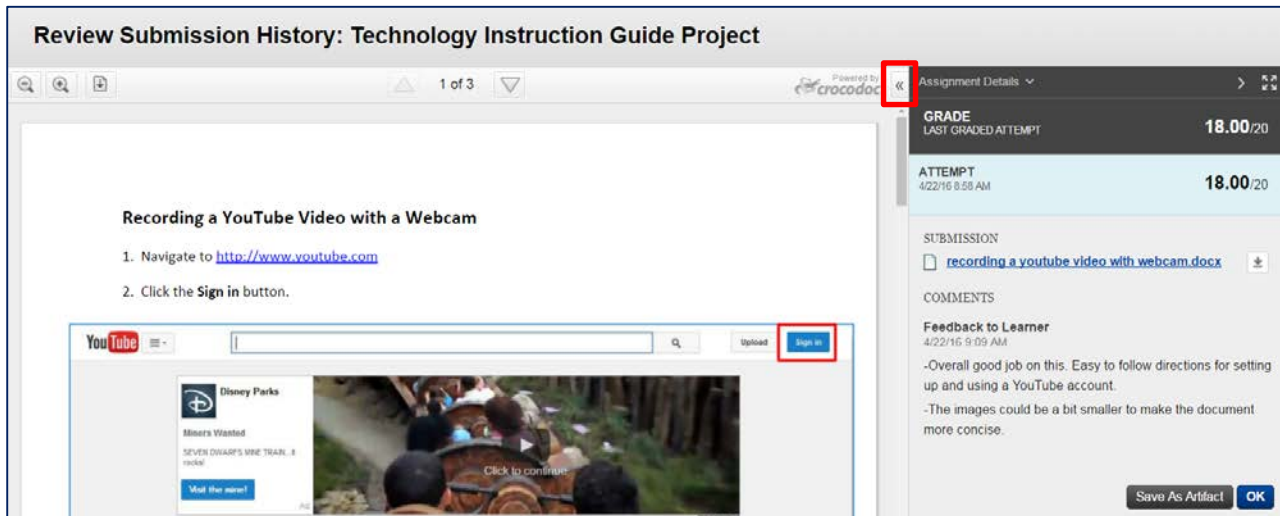 Review Submission History: Technology Instruction Guide Project
1 of 3
Powered by
crocodoc
«
Assignment Details
GRADE
LAST GRADED ATTEMPT
18.00/20
ATTEMPT
4/22/16 8:58 AM
18.00/20
Recording a YouTube Video with a Webcam
1. Navigate to http://www.youtube.com
2. Click the Sign in button.
YouTube
Upload
Sign in
Disney Parks
Miners Wanted
SEVEN DWARFS MINE TRAIN...it
rocks!
Visit the mine!
Ad
Click to continue
SUBMISSION
recording a youtube video with webcam.docx
COMMENTS
Feedback to Learner
4/22/16 9:09 AM
-Overall good job on this. Easy to follow directions for setting
up and using a YouTube account.
-The images could be a bit smaller to make the document
more concise.
Save As Artifact
OK